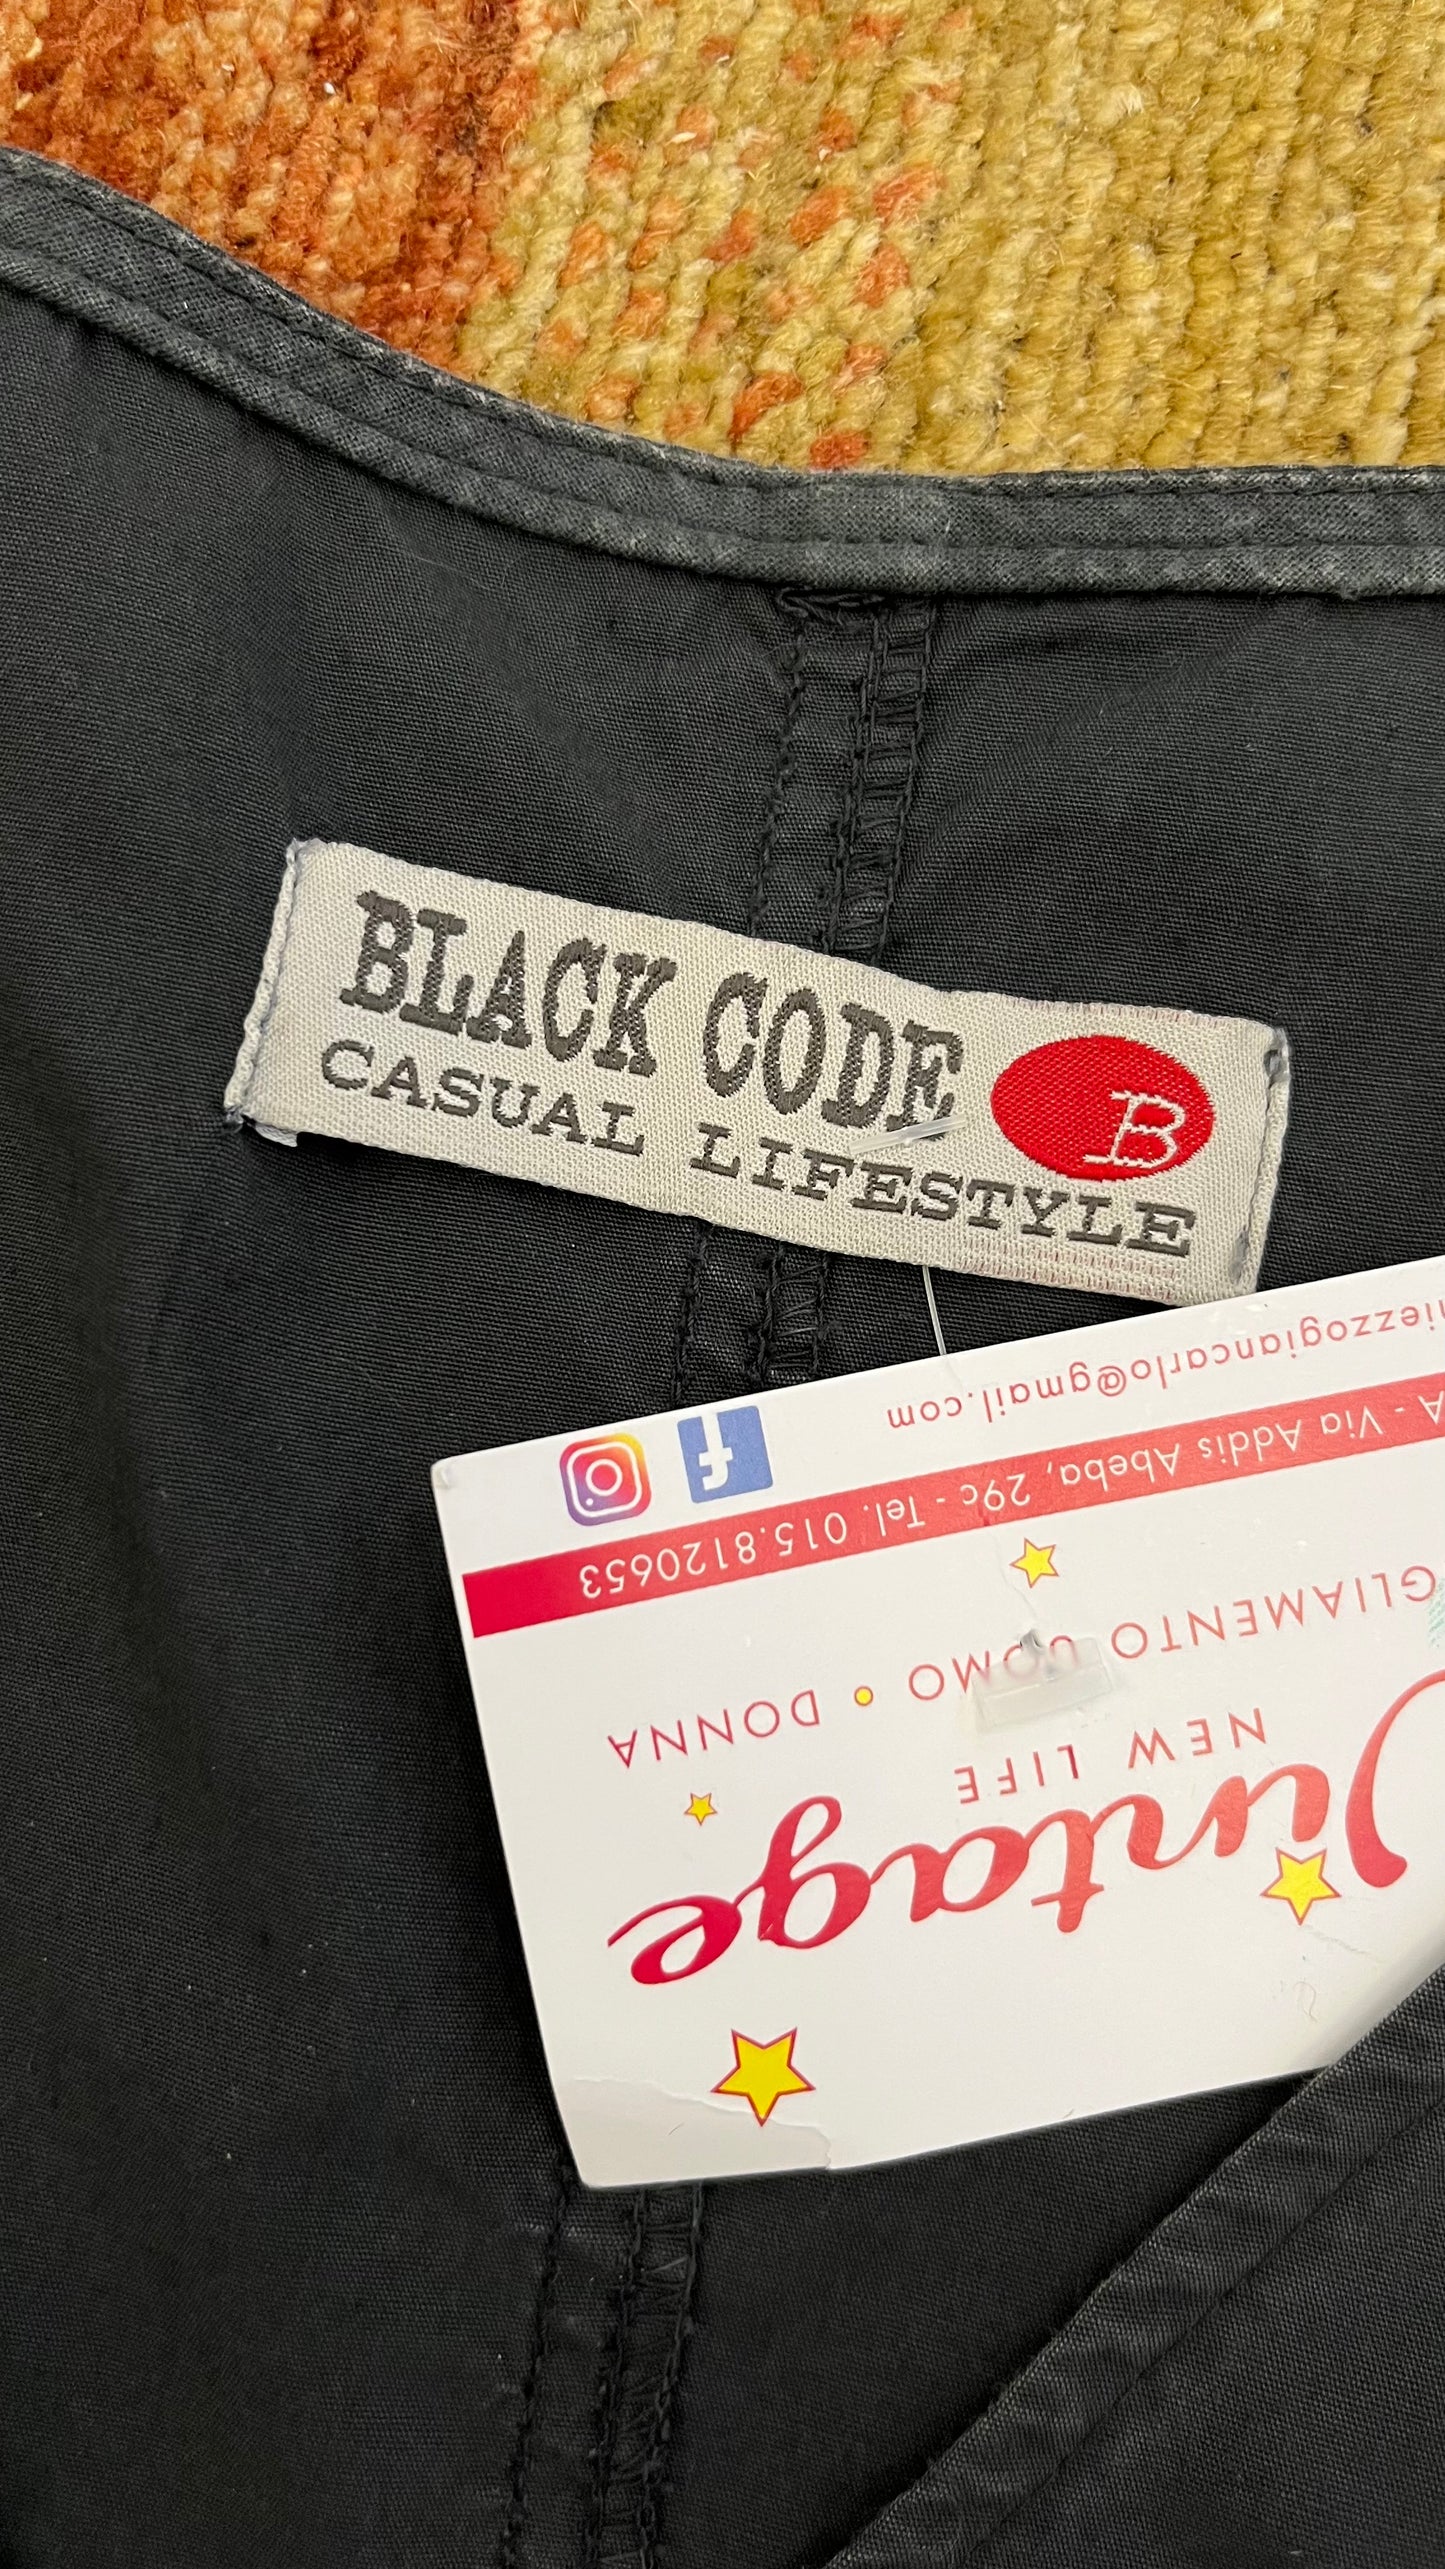 BLACK CODE
CASUAL LIFESTYLE
B
Vintage
NEW LIFE
GLIAMENTO UOMO • DONNA
A - Via Addis Abeba, 29c - Tel. 015.8120653
iezzogiancarlo@gmail.com
f